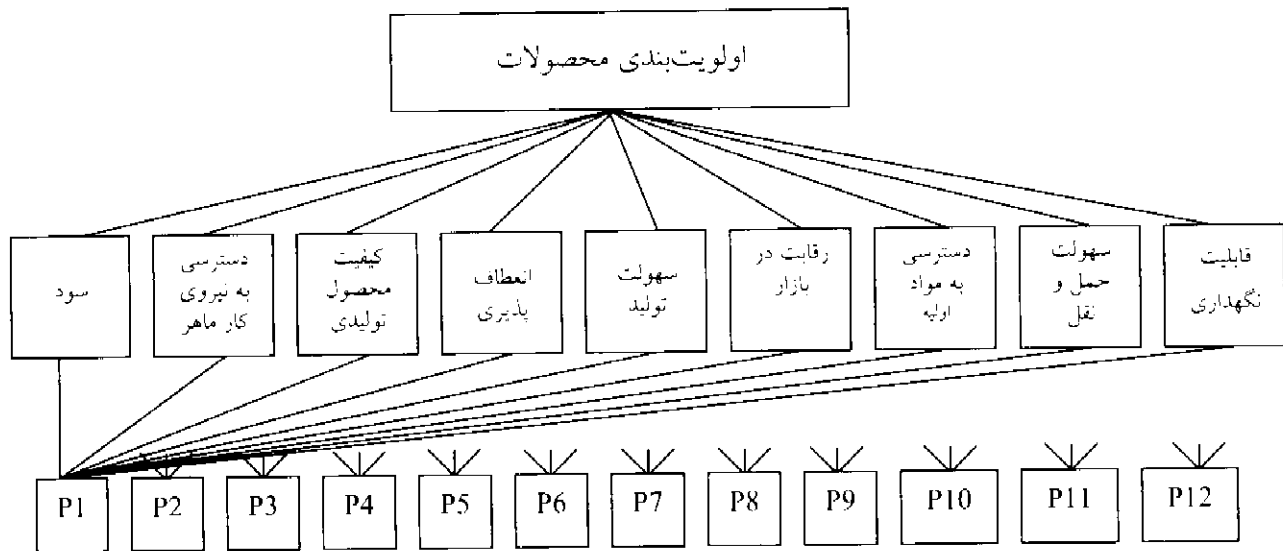 اولویت‌بندی محصولات
قابلیت
نگهداری
سهولت
حمل و
نقل
دسترسی
به مواد
اولیه
رقابت در
بازار
سهولت
تولید
انعطاف
پذیری
کیفیت
محصول
تولیدی
دسترسی
به نیروی
کار ماهر
سود
P1 P2 P3 P4 P5 P6 P7 P8 P9 P10 P11 P12